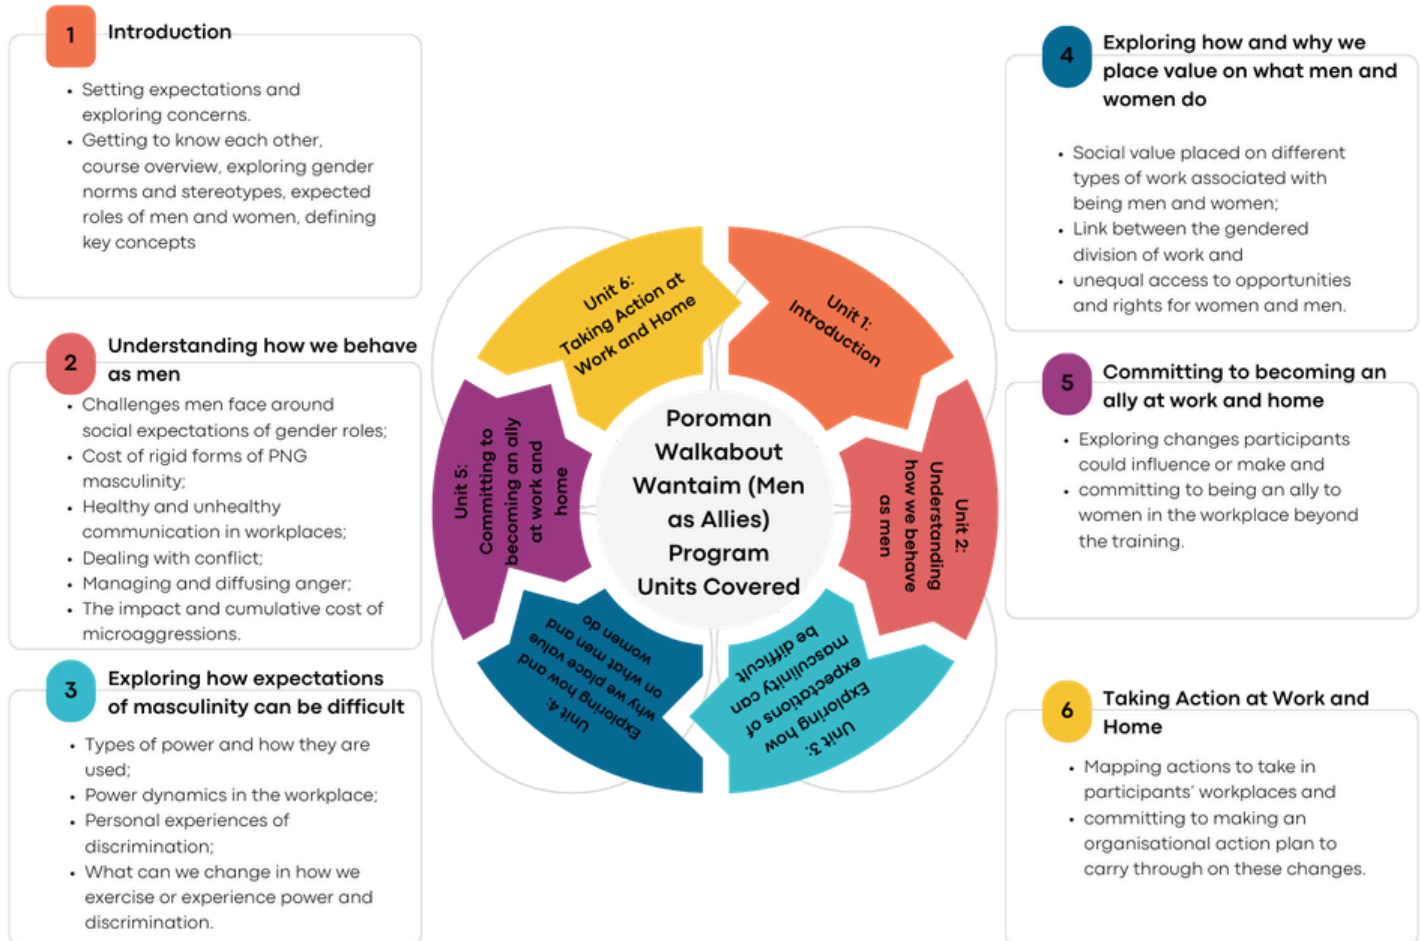 1
Introduction
• Setting expectations and
exploring concerns.
• Getting to know each other,
course overview, exploring gender
norms and stereotypes, expected
roles of men and women, defining
key concepts
2
Understanding how we behave
as men
• Challenges men face around
social expectations of gender roles;
• Cost of rigid forms of PNG
masculinity;
• Healthy and unhealthy
communication in workplaces;
• Dealing with conflict;
• Managing and diffusing anger;
• The impact and cumulative cost of
microaggressions.
3
Exploring how expectations
of masculinity can be difficult
• Types of power and how they are
used;
• Power dynamics in the workplace;
• Personal experiences of
discrimination;
• What can we change in how we
exercise or experience power and
discrimination.
Poroman
Walkabout
Wantaim (Men
as Allies)
Program
Units Covered
Unit 1:
Introduction
Unit 2:
Understanding
how we behave
as men
Unit 3:
Exploring how
expectations of
masculinity can
be difficult
Unit 4:
Exploring how and
why we place value
on what men and
women do
Unit 5:
Committing to
becoming an ally
at work and
home
Unit 6:
Taking Action at
Work and Home
4
Exploring how and why we
place value on what men and
women do
• Social value placed on different
types of work associated with
being men and women;
• Link between the gendered
division of work and
• unequal access to opportunities
and rights for women and men.
5
Committing to becoming an
ally at work and home
• Exploring changes participants
could influence or make and
• committing to being an ally to
women in the workplace beyond
the training.
6
Taking Action at Work and
Home
• Mapping actions to take in
participants' workplaces and
• committing to making an
organisational action plan to
carry through on these changes.